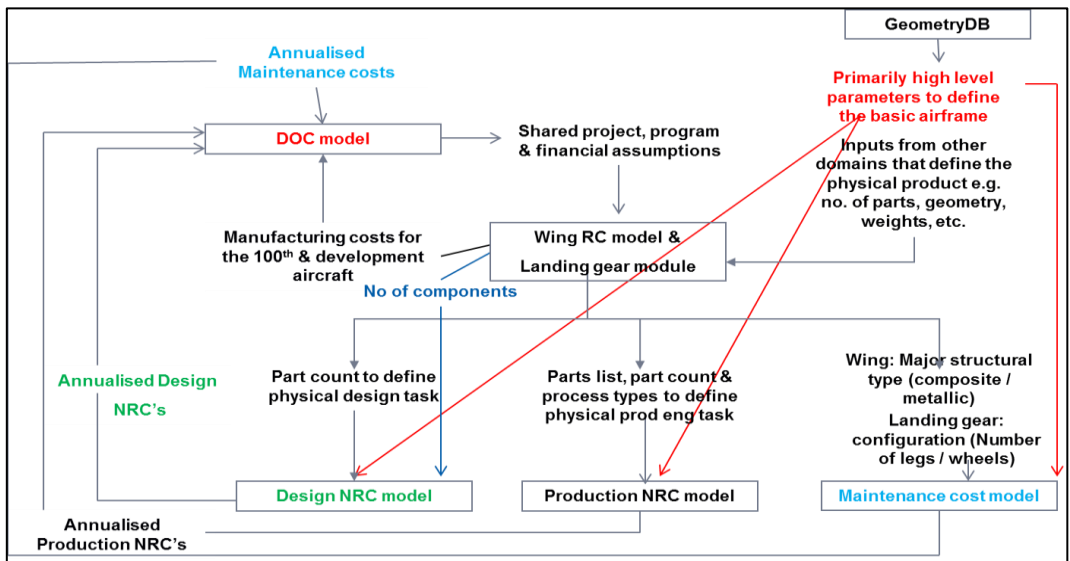 GeometryDB
Annualised
Maintenance costs
Primarily high level
parameters to define
the basic airframe
DOC model
Shared project, program
& financial assumptions
Inputs from other
domains that define the
physical product e.g.
no. of parts, geometry,
weights, etc.
Manufacturing costs for
the 100th & development
aircraft
Wing RC model &
Landing gear module
No of components
Annualised Design
NRC's
Part count to define
physical design task
Parts list, part count &
process types to define
physical prod eng task
Wing: Major structural
type (composite /
metallic)
Landing gear:
configuration (Number
of legs / wheels)
Design NRC model
Production NRC model
Maintenance cost model
Annualised
Production NRC's